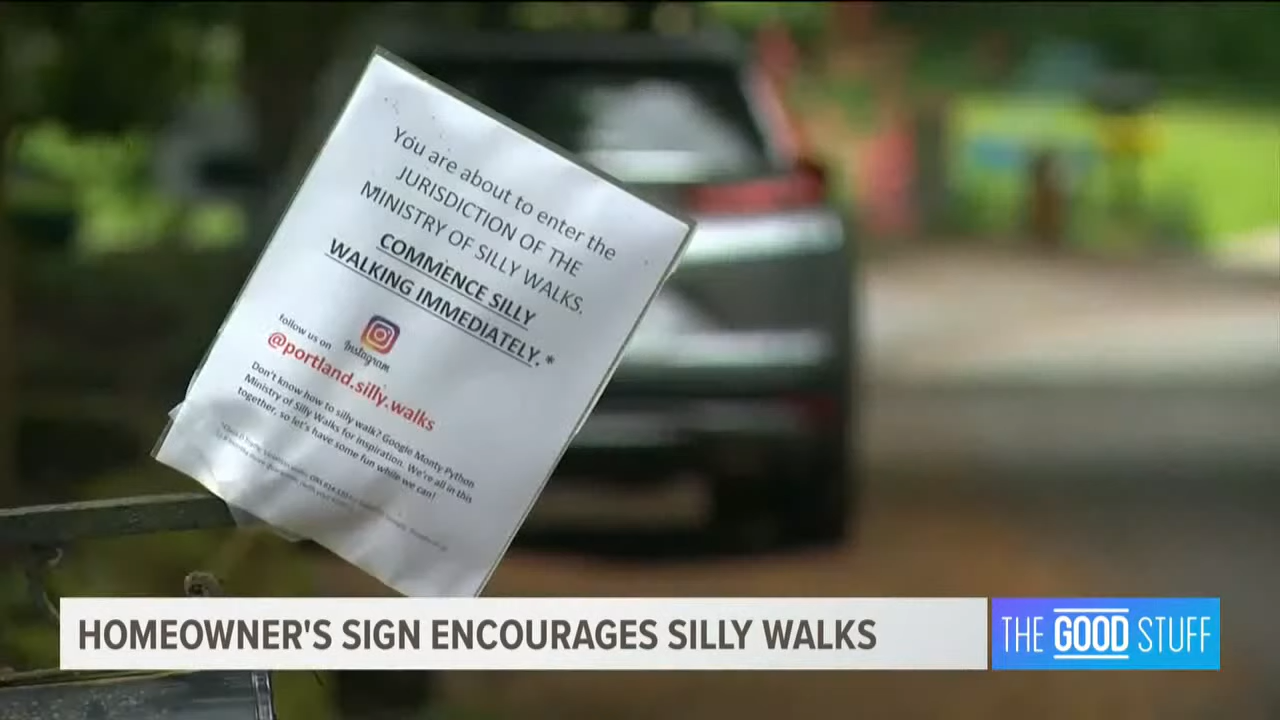 You are about to enter the
JURISDICTION OF THE
MINISTRY OF SILLY WALKS.
COMMENCE SILLY
WALKING IMMEDIATELY.*
follow us on Instagram
@portland.silly.walks
Don't know how to silly walk? Google Monty Python
Ministry of Silly Walks for inspiration. We're all in this
together, so let's have some fun while we can!
HOMEOWNER'S SIGN ENCOURAGES SILLY WALKS
THE GOOD STUFF